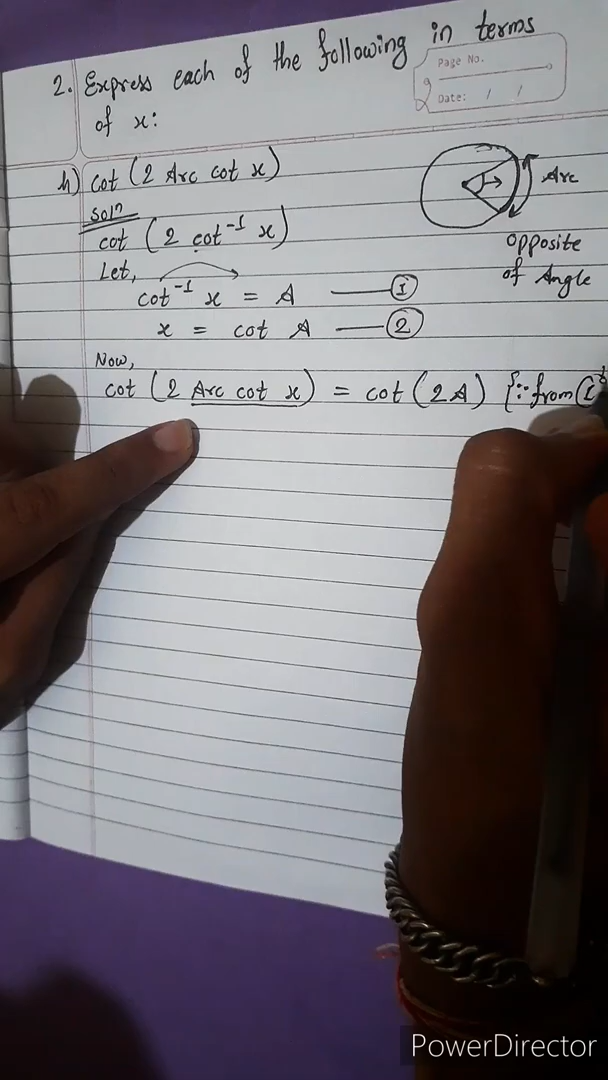 2. Express each of the following in terms
of x:
Page No.
Date: / /
h) cot (2 Arc cot x)
Soln
cot (2 cot⁻¹ x)
Let,
cot⁻¹ x = A —— ①
x = cot A —— ②
Arc
opposite
of Angle
Now,
cot (2 Arc cot x) = cot (2A) {∵ from
PowerDirector